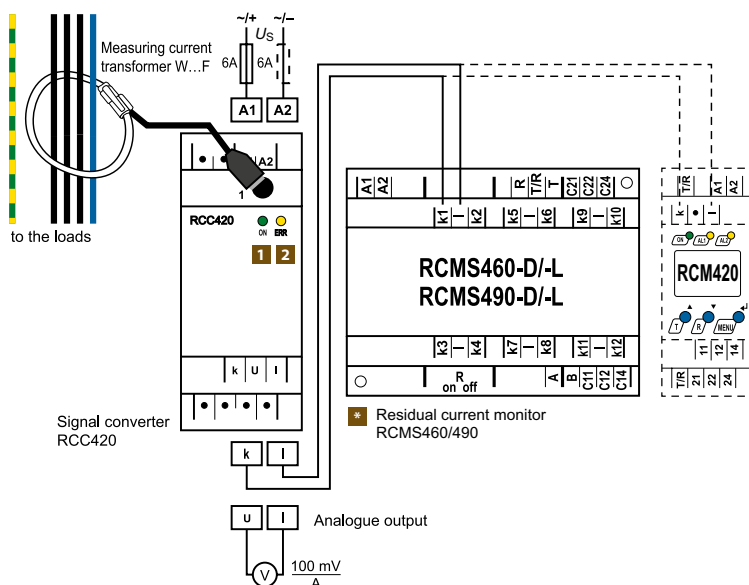 ~/+ ~/–
US
6A 6A
Measuring current
transformer W...F
A1 A2
A2
1
RCC420
ON ERR
1 2
to the loads
k U I
Signal converter
RCC420
k l
U I
Analogue output
V 100 mV
A
A1 A2 R T/R T C21 C22 C24
k1 l k2 k5 l k6 k9 l k10
RCMS460-D/-L
RCMS490-D/-L
k3 l k4 k7 l k8 k11 l k12
R
on off
A B C11 C12 C14
* Residual current monitor
RCMS460/490
T/R A1 A2
k l
ON AL1 AL2
RCM420
T R MENU
11 12 14
T/R 21 22 24